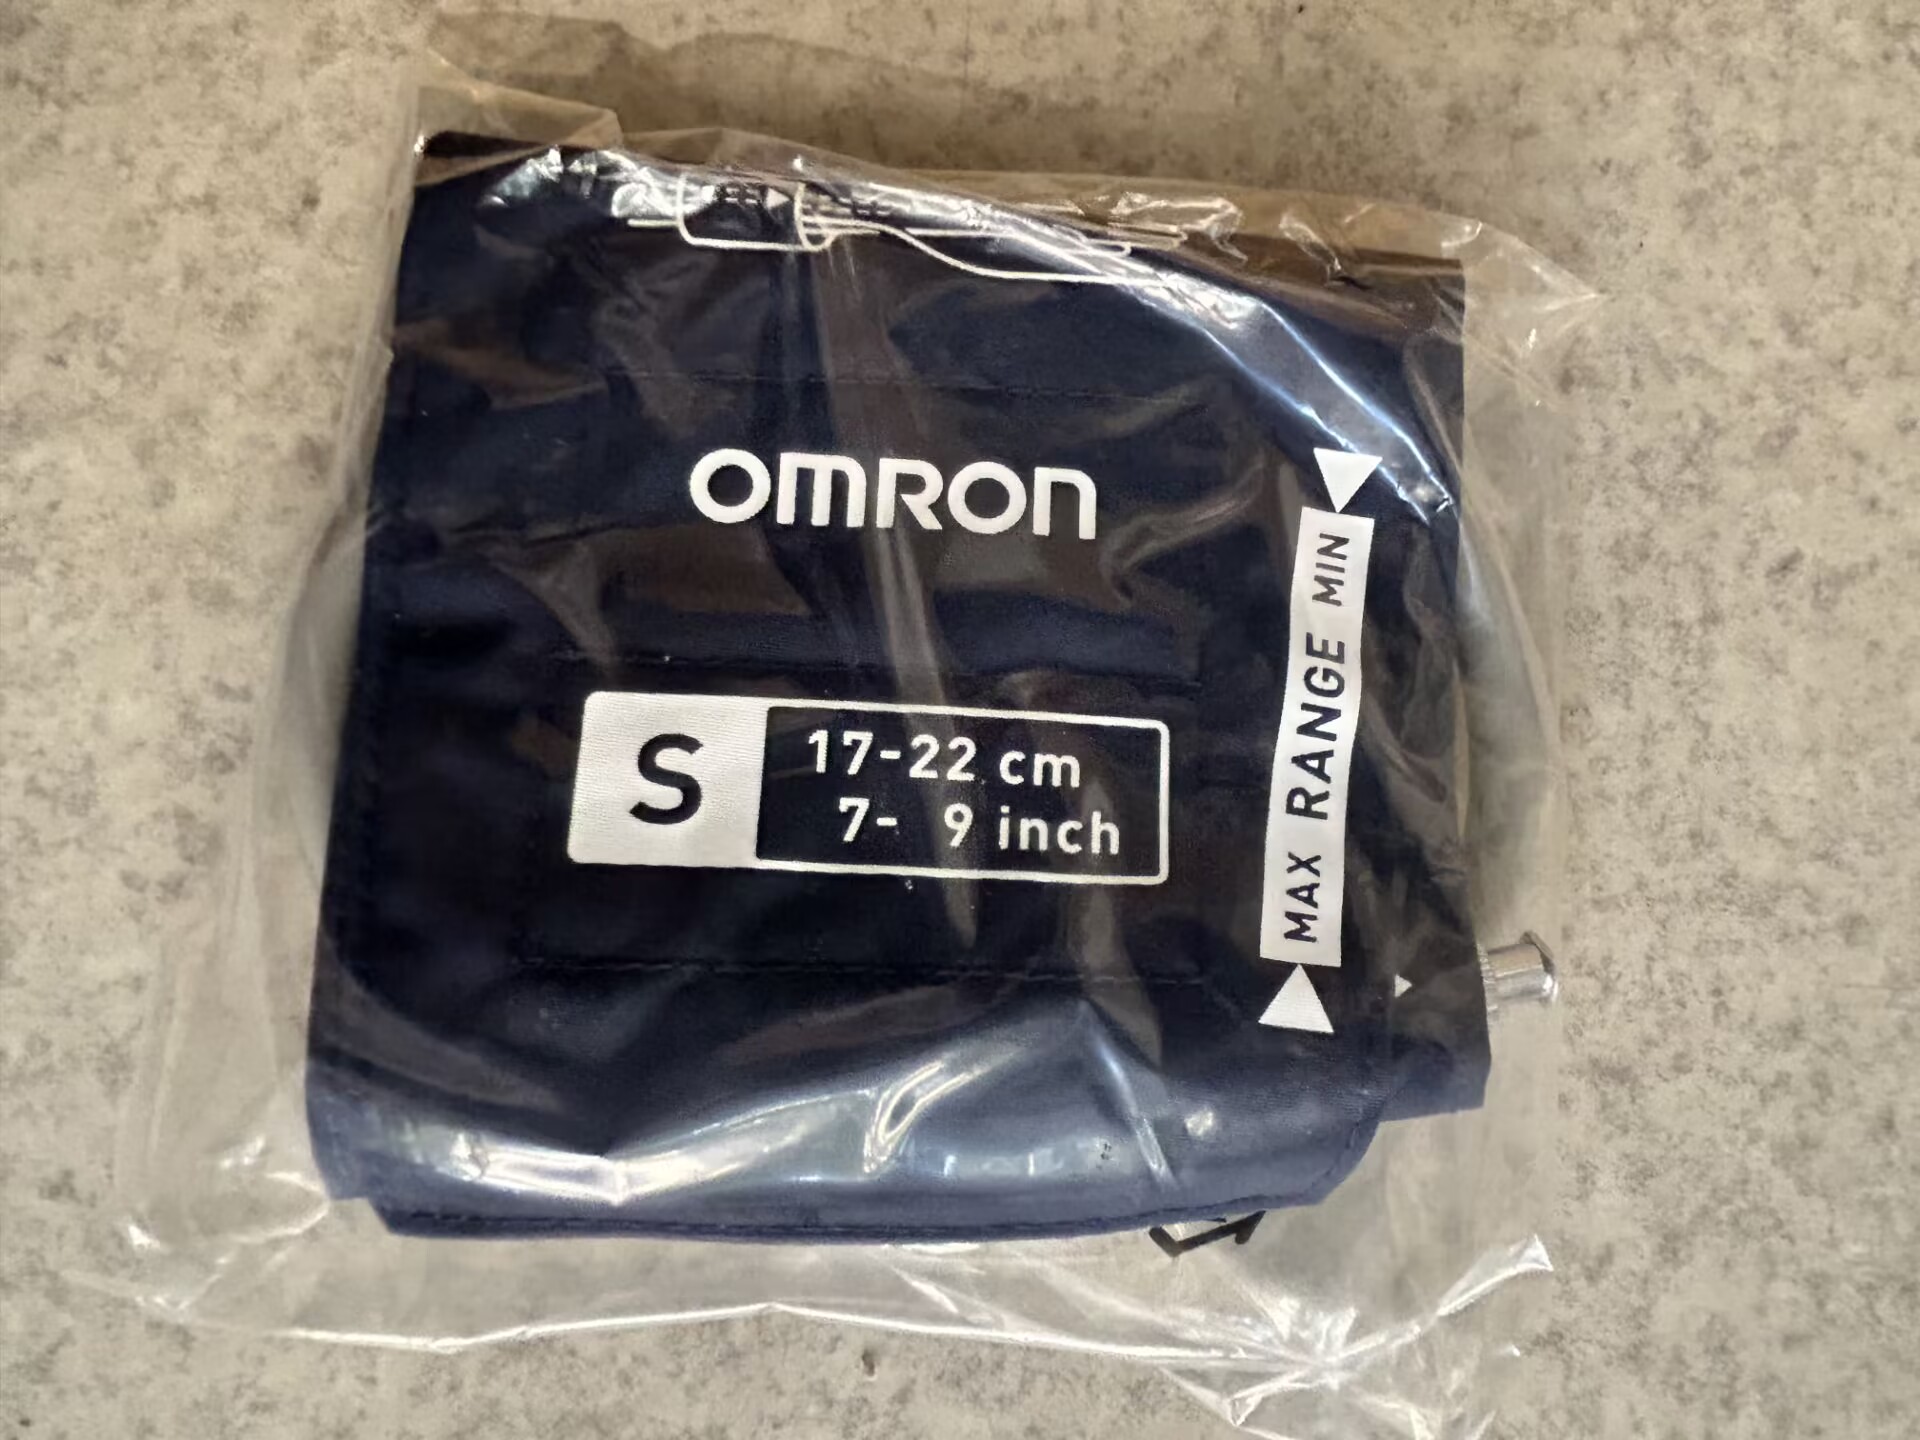 OMRON
S
17-22 cm
7- 9 inch
MAX RANGE MIN